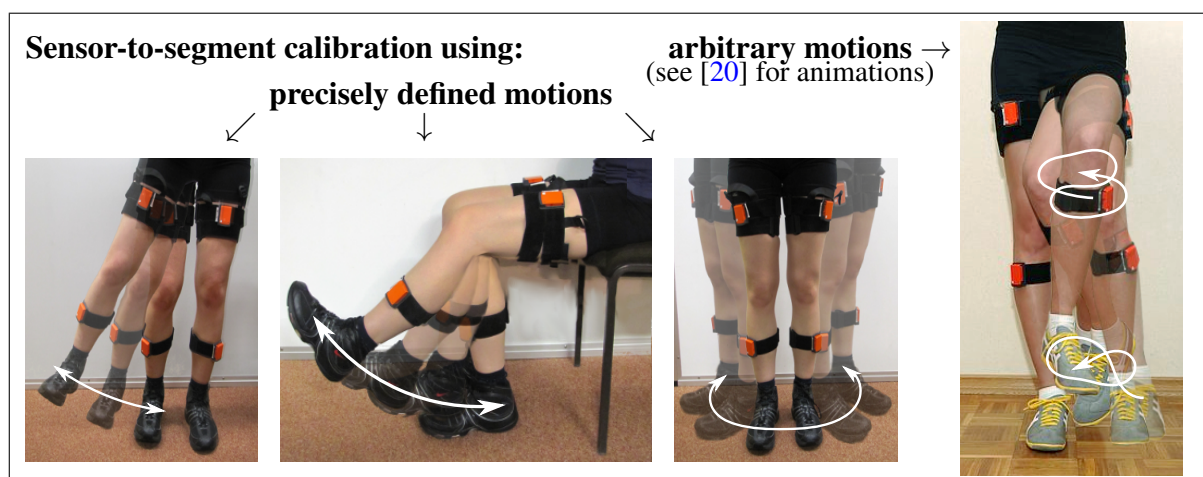 Sensor-to-segment calibration using:
precisely defined motions
arbitrary motions →
(see [20] for animations)